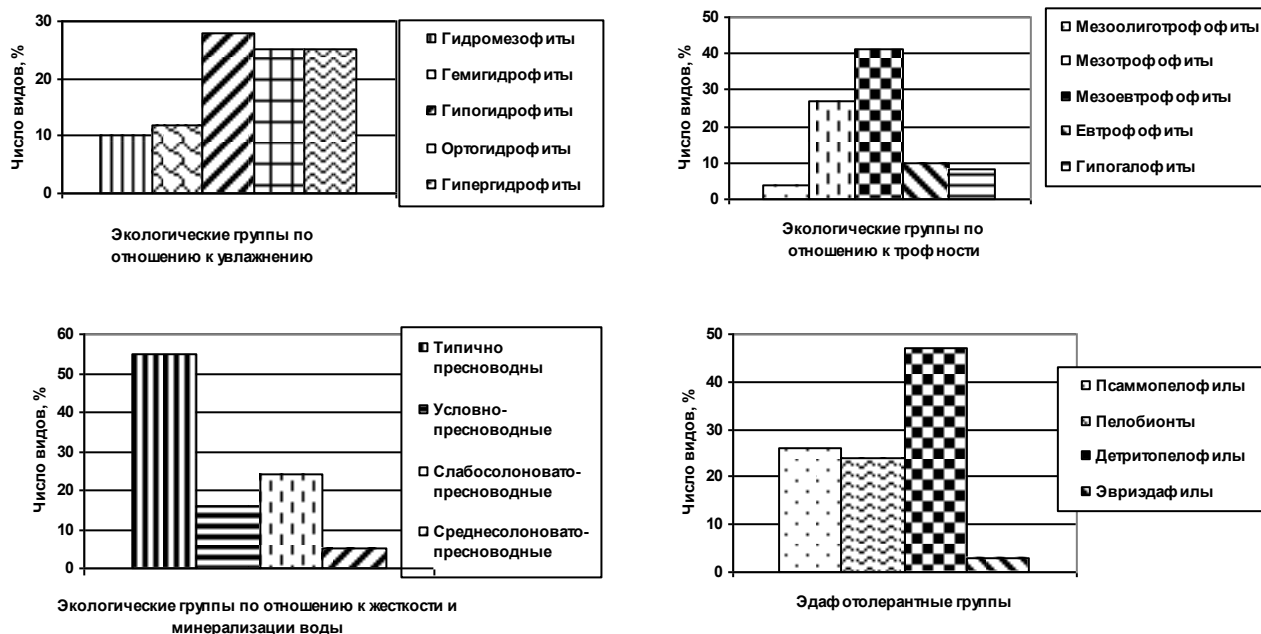 Число видов, %
30
20
10
0
Гидромезофиты
Гемигидрофиты
Гипогидрофиты
Ортогидрофиты
Гипергидрофиты
Экологические группы по
отношению к увлажнению
Число видов, %
50
40
30
20
10
0
Мезоолиготрофофиты
Мезотрофофиты
Мезоевтрофофиты
Евтрофофиты
Гипогалофиты
Экологические группы по
отношению к трофности
Число видов, %
60
50
40
30
20
10
0
Типично
пресноводны
Условно-
пресноводные
Слабосолоновато-
пресноводные
Среднесолоновато-
пресноводные
Экологические группы по отношению к жесткости и
минерализации воды
Число видов, %
50
40
30
20
10
0
Псаммопелофилы
Пелобионты
Детритопелофилы
Эвриэдафилы
Эдафотолерантные группы